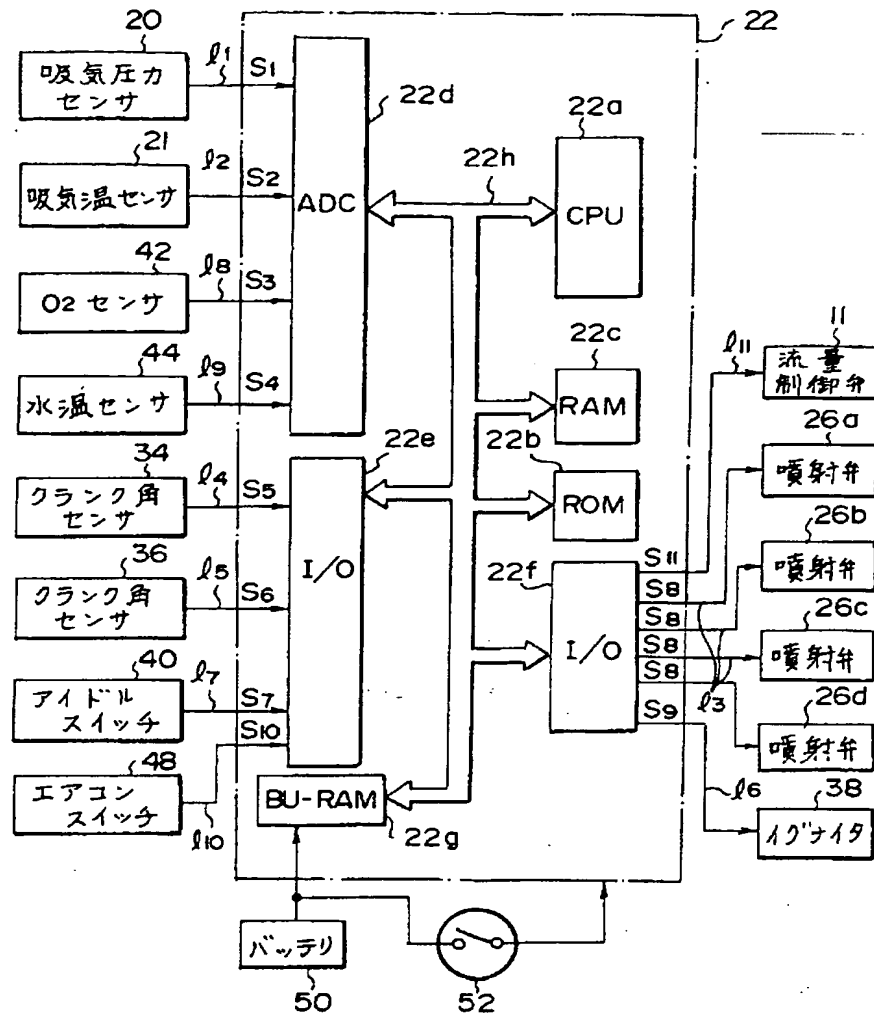 20
吸気圧力
センサ
ℓ1
S1
21
吸気温センサ
ℓ2
S2
42
O2センサ
ℓ8
S3
44
水温センサ
ℓ9
S4
34
クランク角
センサ
ℓ4
S5
36
クランク角
センサ
ℓ5
S6
40
アイドル
スイッチ
ℓ7
S7
48
エアコン
スイッチ
ℓ10
S10
22
22d
ADC
22e
I/O
BU-RAM
22g
22h
22a
CPU
22c
RAM
22b
ROM
22f
I/O
S11
S8
S8
S8
S8
S9
ℓ11
ℓ3
ℓ6
11
流量
制御弁
26a
噴射弁
26b
噴射弁
26c
噴射弁
26d
噴射弁
38
イグナイタ
バッテリ
50
52